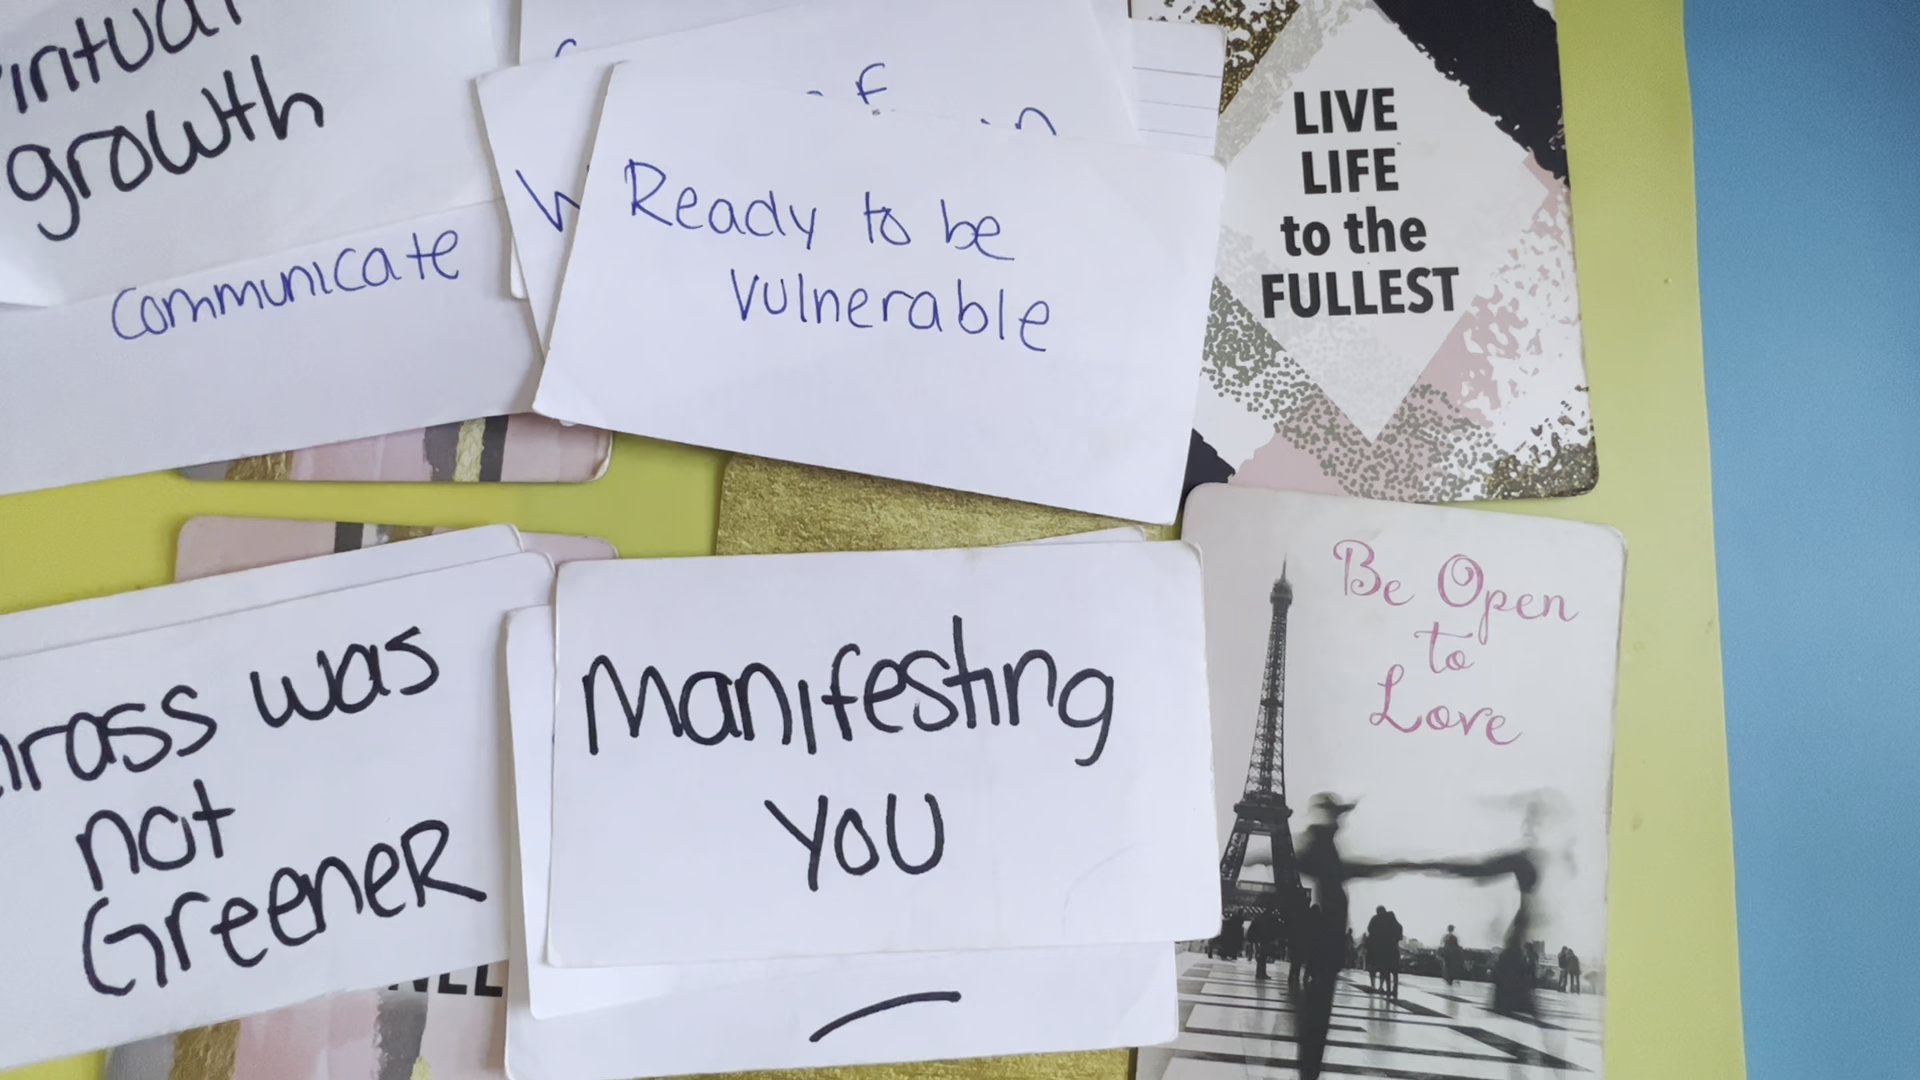 growth
Communicate
Ready to be
vulnerable
LIVE
LIFE
to the
FULLEST
was
not
GreeneR
Manifesting
YOU
Be Open
to
Love